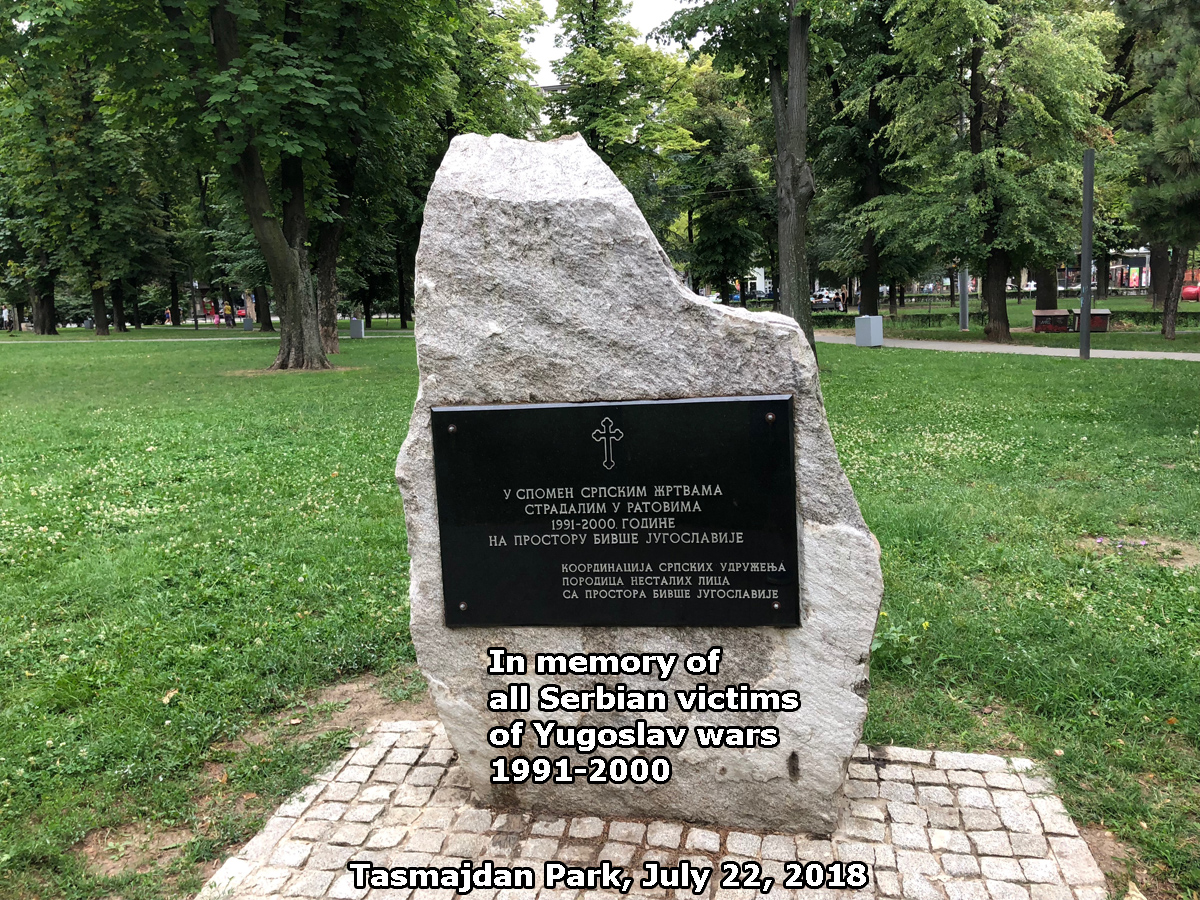 У СПОМЕН СРПСКИМ ЖРТВАМА
СТРАДАЛИМ У РАТОВИМА
1991-2000. ГОДИНЕ
НА ПРОСТОРУ БИВШЕ ЈУГОСЛАВИЈЕ
КООРДИНАЦИЈА СРПСКИХ УДРУЖЕЊА
ПОРОДИЦА НЕСТАЛИХ ЛИЦА
СА ПРОСТОРА БИВШЕ ЈУГОСЛАВИЈЕ
In memory of
all Serbian victims
of Yugoslav wars
1991-2000
Tasmajdan Park, July 22, 2018